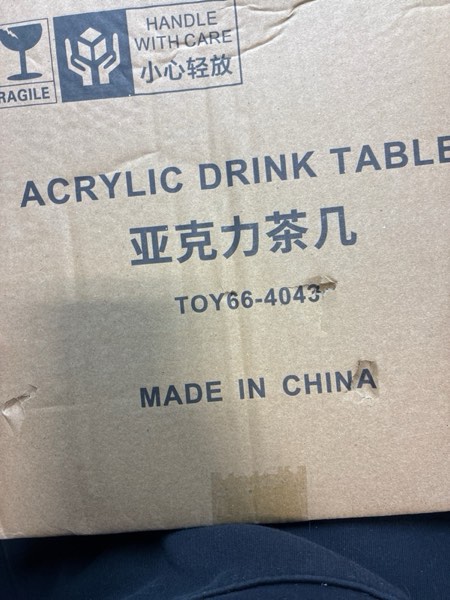 RAGILE
HANDLE
WITH CARE
小心轻放
ACRYLIC DRINK TABLE
亚克力茶几
TOY66-4043
MADE IN CHINA